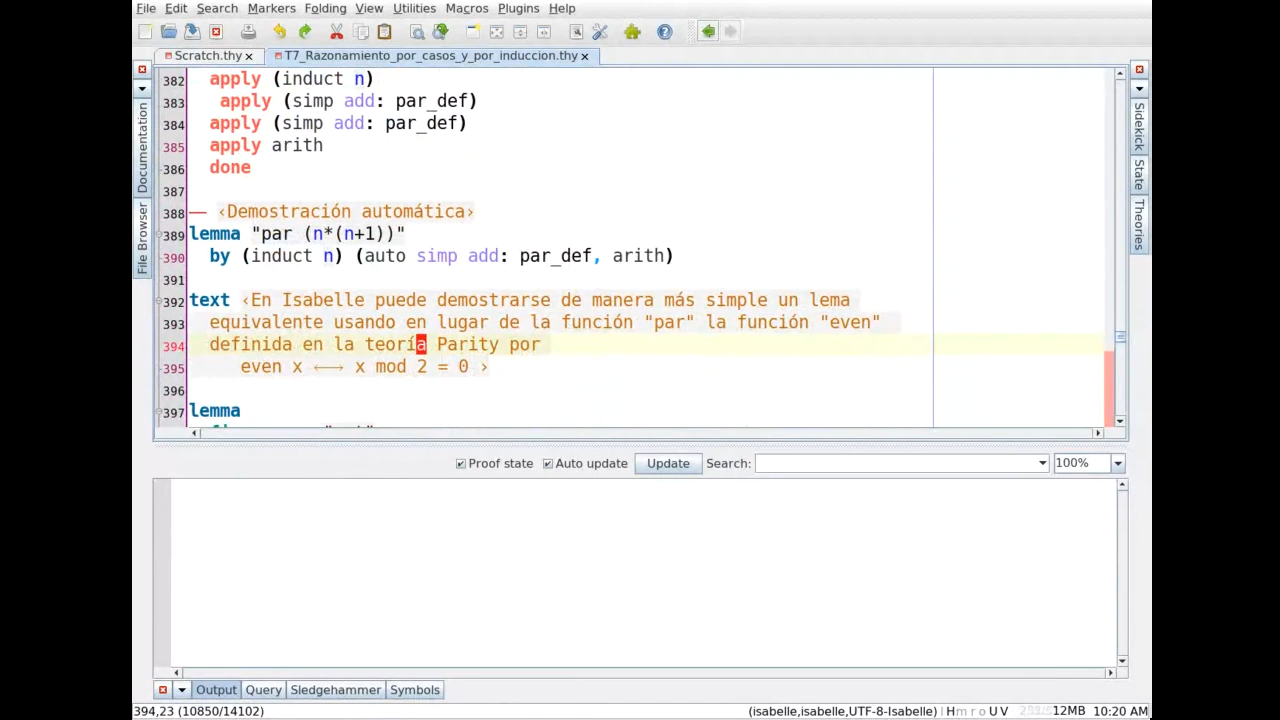 File Edit Search Markers Folding View Utilities Macros Plugins Help
Scratch.thy T7_Razonamiento_por_casos_y_por_induccion.thy
382 apply (induct n)
383 apply (simp add: par_def)
384 apply (simp add: par_def)
385 apply arith
386 done
387
388 — ‹Demostración automática›
389 lemma "par (n*(n+1))"
390 by (induct n) (auto simp add: par_def, arith)
391
392 text ‹En Isabelle puede demostrarse de manera más simple un lema
393 equivalente usando en lugar de la función "par" la función "even"
394 definida en la teoría Parity por
395 even x ⟷ x mod 2 = 0 ›
396
397 lemma
Documentation
File Browser
Sidekick
State
Theories
Proof state Auto update Update Search: 100%
Output Query Sledgehammer Symbols
394,23 (10850/14102) (isabelle,isabelle,UTF-8-Isabelle) H m r o U V 12MB 10:20 AM